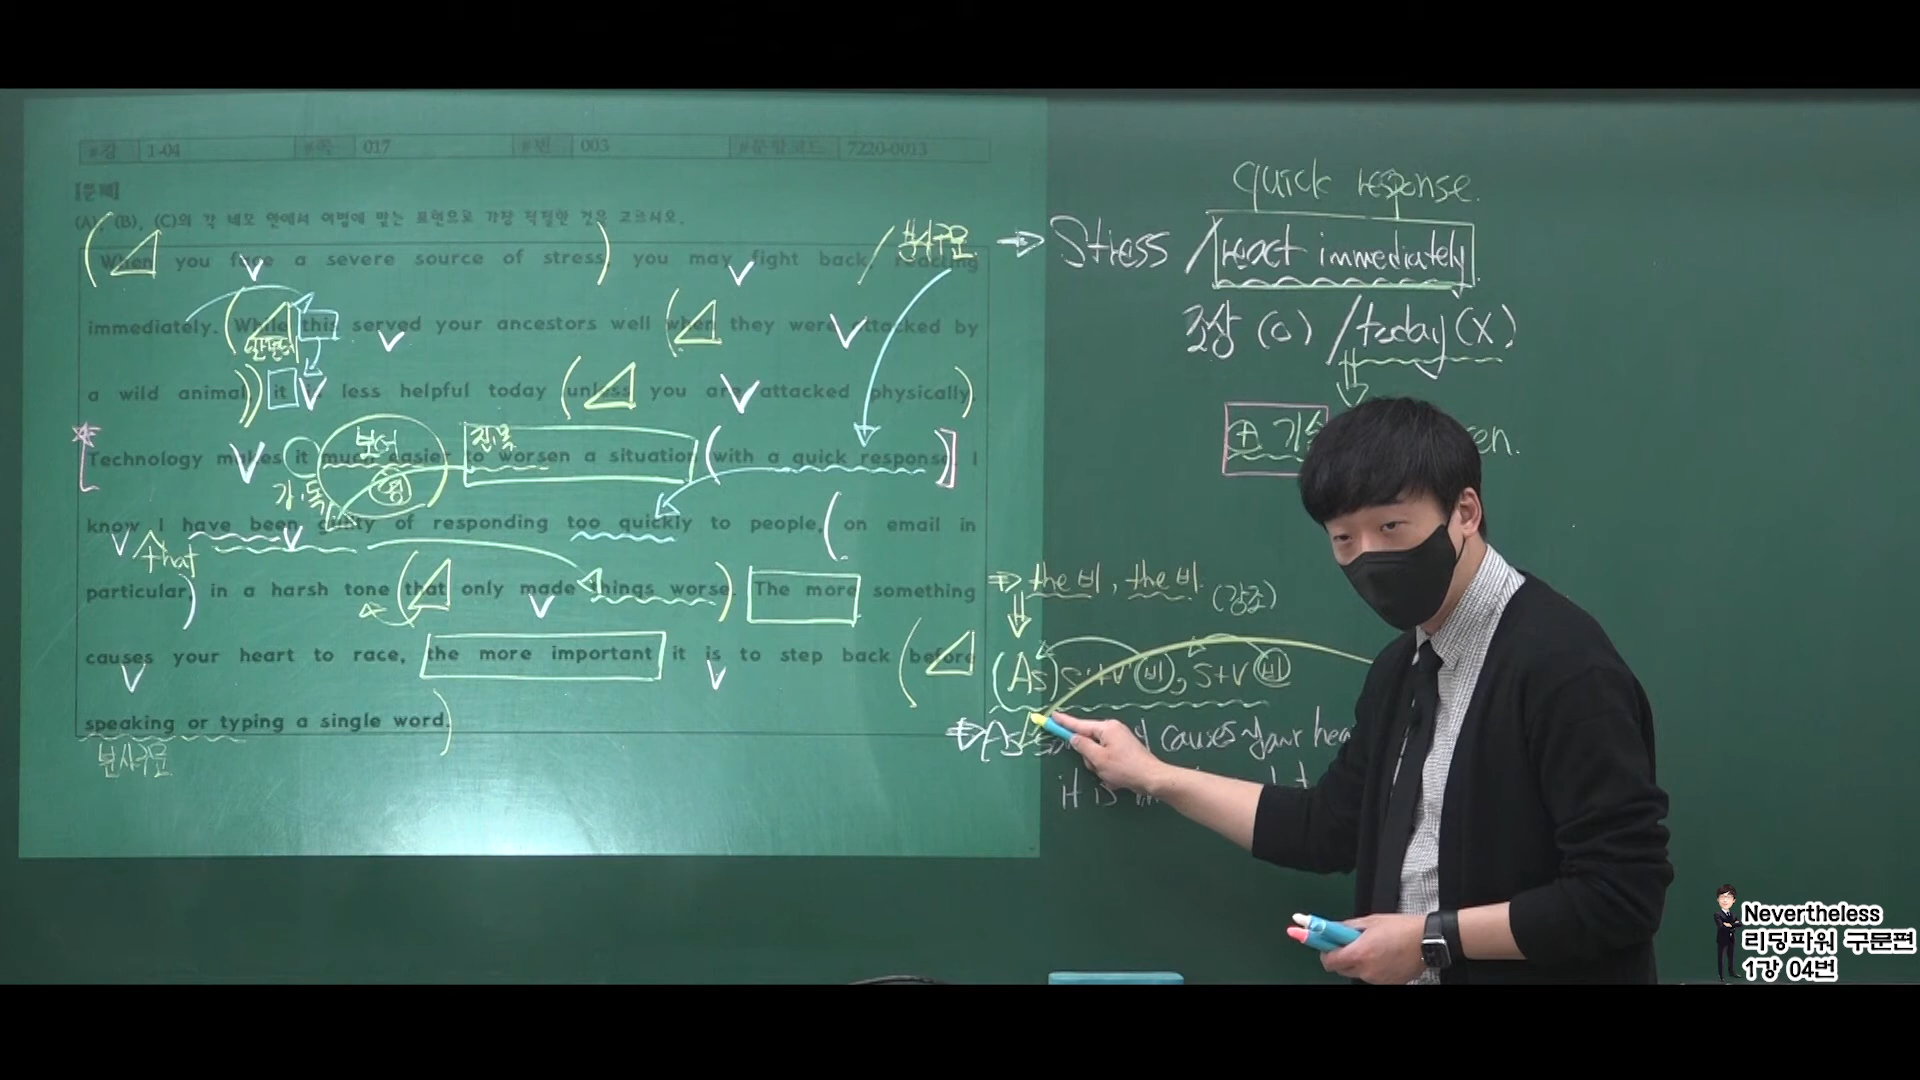 #강 1-04 #쪽 017 #번 003 #문항코드 7220-0013
[문제]
(A), (B), (C)의 각 네모 안에서 어법에 맞는 표현으로 가장 적절한 것은 고르시오.
When you face a severe source of stress, you may fight back, reacting
분사구문
immediately. While this served your ancestors well when they were attacked by
반면에
a wild animal, it is less helpful today unless you are attacked physically.
보어
진.목
Technology makes it much easier to worsen a situation with a quick response. I
가.목
형
know I have been guilty of responding too quickly to people, on email in
that
particular, in a harsh tone that only made things worse. The more something
causes your heart to race, the more important it is to step back before
speaking or typing a single word.
분사구문
quick response.
Stress / react immediately
조상 (O) / today (X)
the 비, the 비. (강조)
(As) S+V 비, S+V 비
As causes your
it is
Nevertheless
리딩파워 구문편
1강 04번